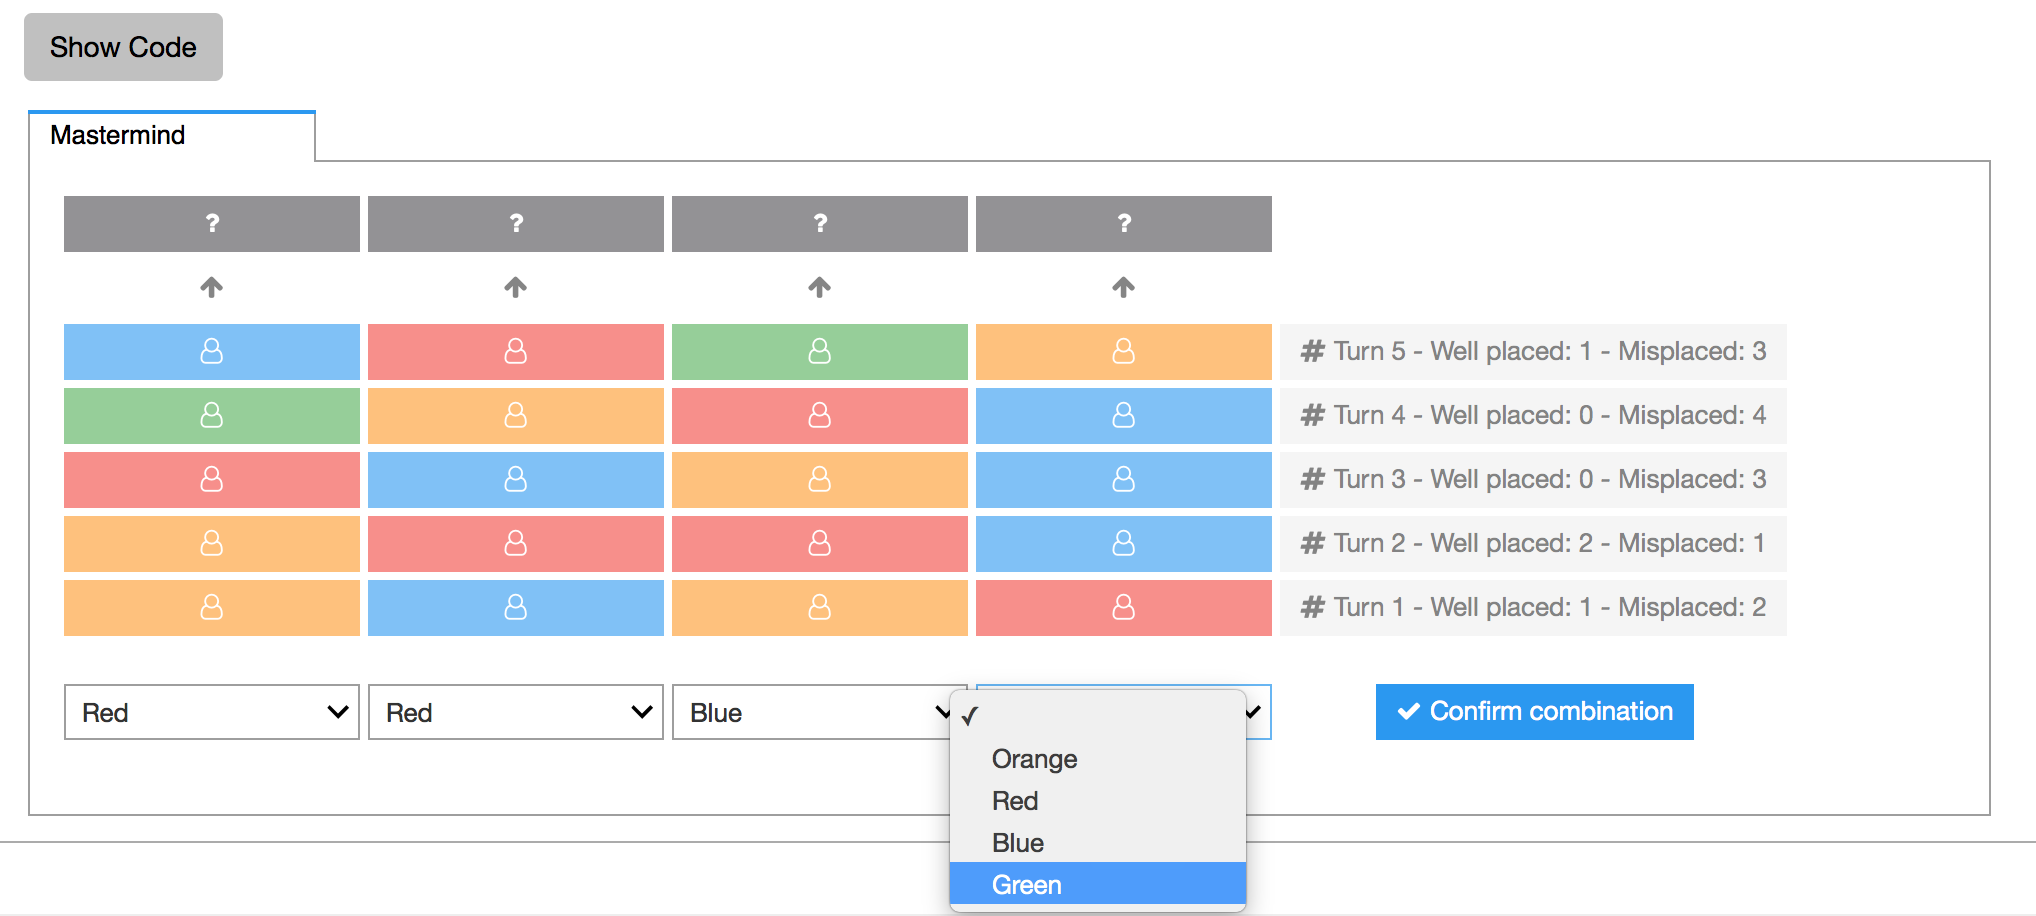 Show Code
Mastermind
? ? ? ?
# Turn 5 - Well placed: 1 - Misplaced: 3
# Turn 4 - Well placed: 0 - Misplaced: 4
# Turn 3 - Well placed: 0 - Misplaced: 3
# Turn 2 - Well placed: 2 - Misplaced: 1
# Turn 1 - Well placed: 1 - Misplaced: 2
Red Red Blue Confirm combination
Orange
Red
Blue
Green